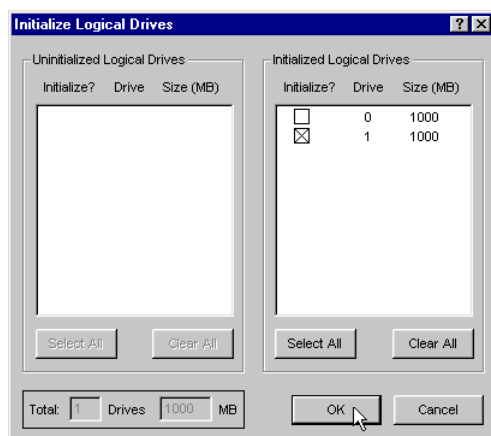 Initialize Logical Drives
Uninitialized Logical Drives
Initialize? Drive Size (MB)
Select All Clear All
Initialized Logical Drives
Initialize? Drive Size (MB)
0 1000
1 1000
Select All Clear All
Total: 1 Drives 1000 MB
OK Cancel